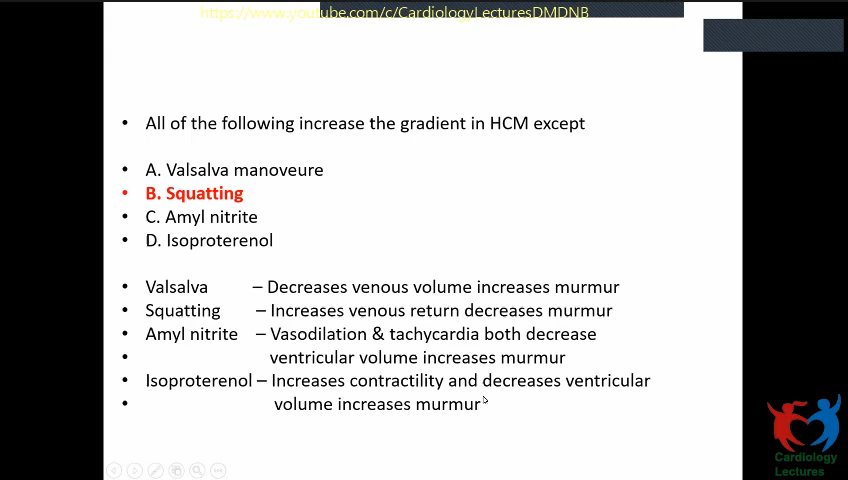 https://www.youtube.com/c/CardiologyLecturesDMDNB
• All of the following increase the gradient in HCM except
• A. Valsalva manoveure
• B. Squatting
• C. Amyl nitrite
• D. Isoproterenol
• Valsalva – Decreases venous volume increases murmur
• Squatting – Increases venous return decreases murmur
• Amyl nitrite – Vasodilation & tachycardia both decrease
• ventricular volume increases murmur
• Isoproterenol – Increases contractility and decreases ventricular
• volume increases murmur
Cardiology
Lectures